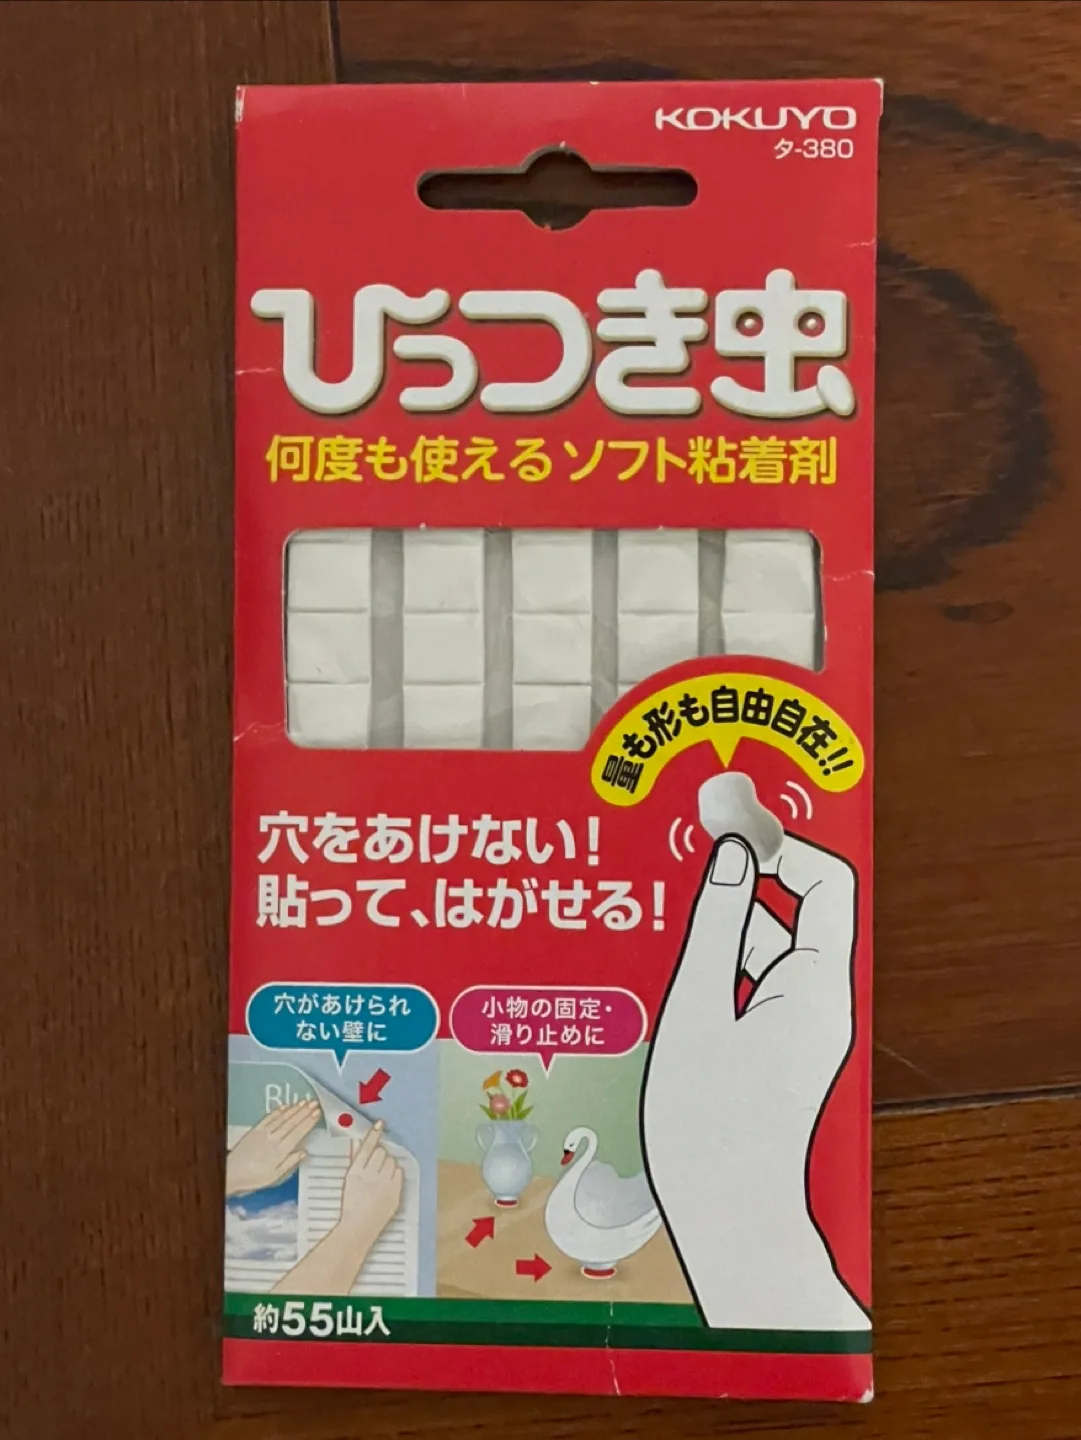 KOKUYO
タ-380
ひっつき虫
何度も使えるソフト粘着剤
量も形も自由自在!!
穴をあけない!
貼って、はがせる!
穴があけられ
ない壁に
小物の固定・
滑り止めに
Blu
約55山入